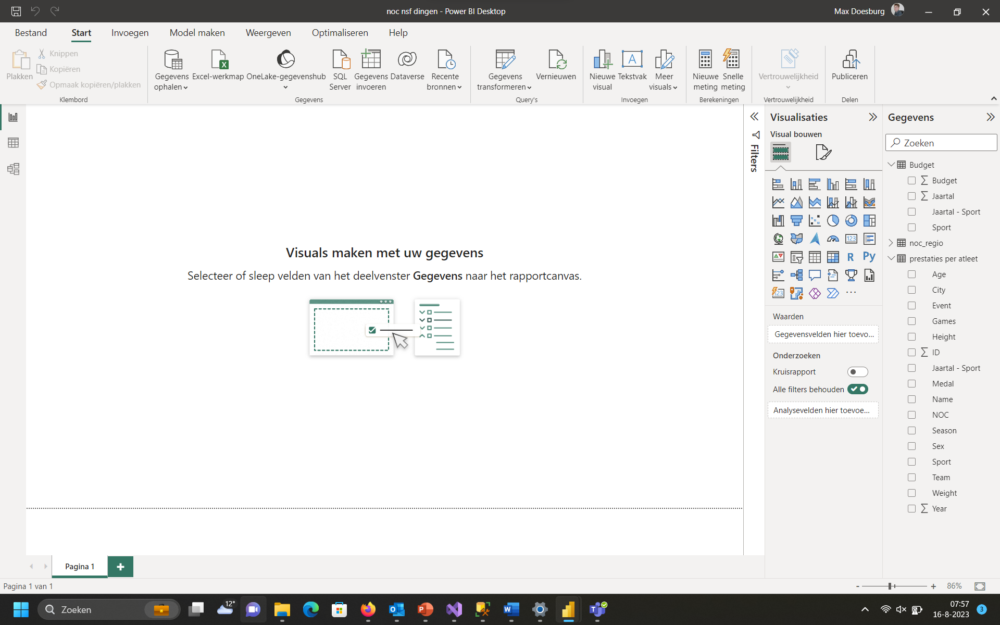 noc nsf dingen - Power BI Desktop
Max Doesburg
Bestand Start Invoegen Model maken Weergeven Optimaliseren Help
Plakken
Knippen
Kopiëren
Opmaak kopiëren/plakken
Klembord
Gegevens
ophalen
Excel-werkmap
OneLake-gegevenshub
SQL
Server
Gegevens
invoeren
Dataverse
Recente
bronnen
Gegevens
Gegevens
transformeren
Vernieuwen
Query's
Nieuwe
visual
A
Tekstvak
Meer
visuals
Invoegen
Nieuwe
meting
Snelle
meting
Berekeningen
Vertrouwelijkheid
Vertrouwelijkheid
Publiceren
Delen
Visuals maken met uw gegevens
Selecteer of sleep velden van het deelvenster Gegevens naar het rapportcanvas.
Filters
Visualisaties
Visual bouwen
123
R
Py
123
Waarden
Gegevensvelden hier toevo...
Onderzoeken
Kruisrapport
Alle filters behouden
Analysevelden hier toevoe...
Gegevens
Zoeken
Budget
∑ Budget
∑ Jaartal
Jaartal - Sport
Sport
noc_regio
prestaties per atleet
Age
City
Event
Games
Height
∑ ID
Jaartal - Sport
Medal
Name
NOC
Season
Sex
Sport
Team
Weight
∑ Year
Pagina 1
+
Pagina 1 van 1
- + 86%
Zoeken
12°
07:57
16-8-2023
3